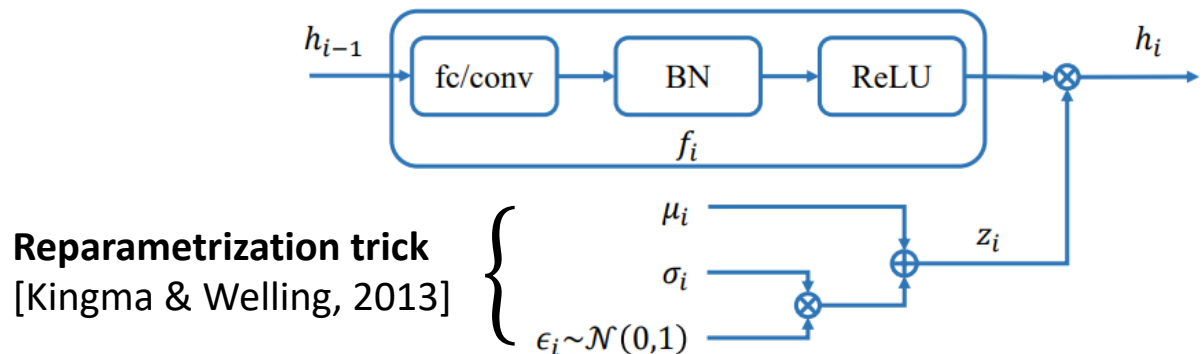 h_{i−1}
h_i
fc/conv
BN
ReLU
f_i
μ_i
Reparametrization trick
z_i
[Kingma & Welling, 2013]
σ_i
ϵ_i~𝒩(0,1)